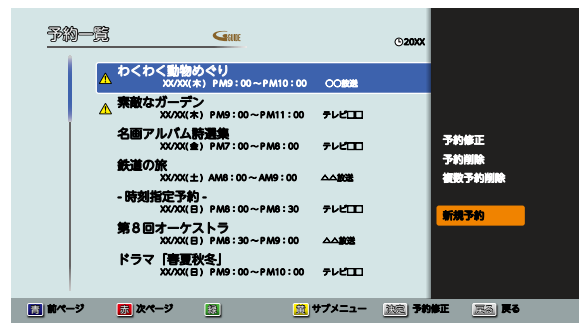 予約一覧
G GUIDE
20XX
わくわく動物めぐり
XX/XX(木) PM9:00～PM10:00 ○○放送
素敵なガーデン
XX/XX(木) PM9:00～PM11:00 テレビ□□
名画アルバム詩選集
XX/XX(金) PM7:00～PM8:00 テレビ□□
鉄道の旅
XX/XX(土) AM8:00～AM9:00 △△放送
- 時刻指定予約 -
XX/XX(日) PM8:00～PM8:30 テレビ□□
第８回オーケストラ
XX/XX(日) PM8:30～PM9:00 △△放送
ドラマ「春夏秋冬」
XX/XX(日) PM9:00～PM10:00 テレビ□□
予約修正
予約削除
複数予約削除
新規予約
青 前ページ 赤 次ページ 緑 黄 サブメニュー 決定 予約修正 戻る 戻る